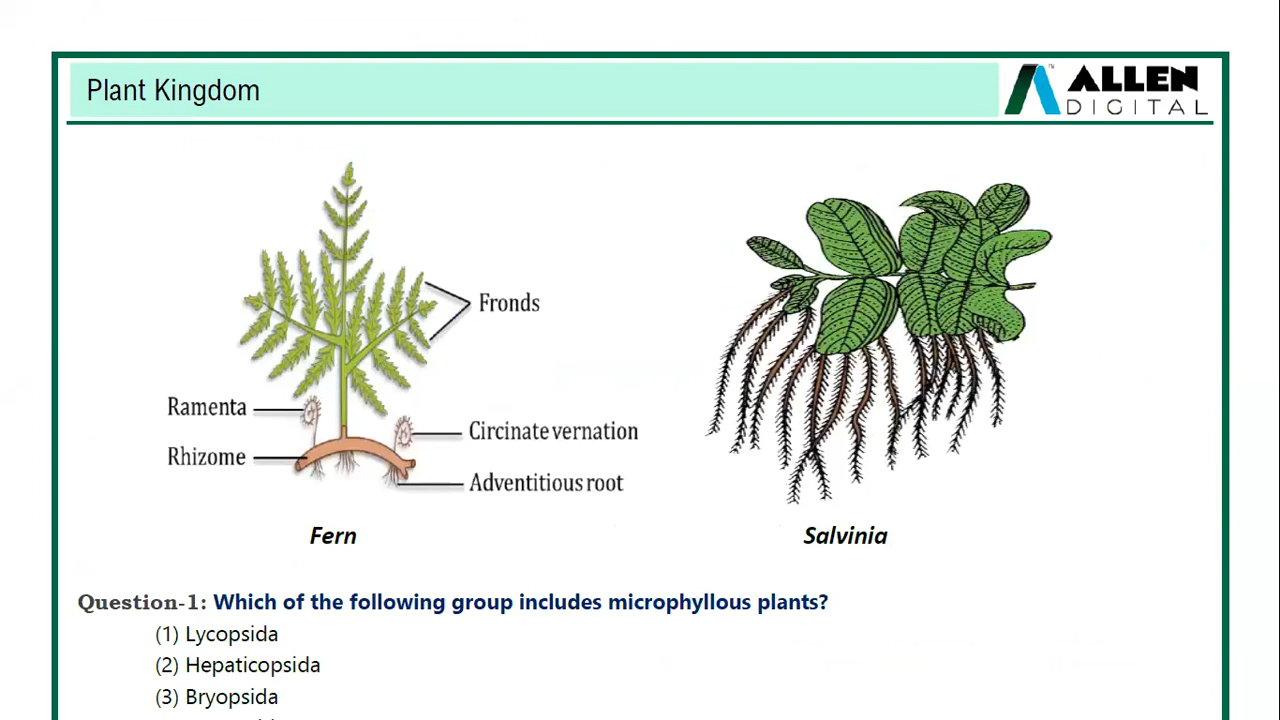 Plant Kingdom
ALLEN
DIGITAL
Fronds
Ramenta
Circinate vernation
Rhizome
Adventitious root
Fern
Salvinia
Question-1: Which of the following group includes microphyllous plants?
(1) Lycopsida
(2) Hepaticopsida
(3) Bryopsida